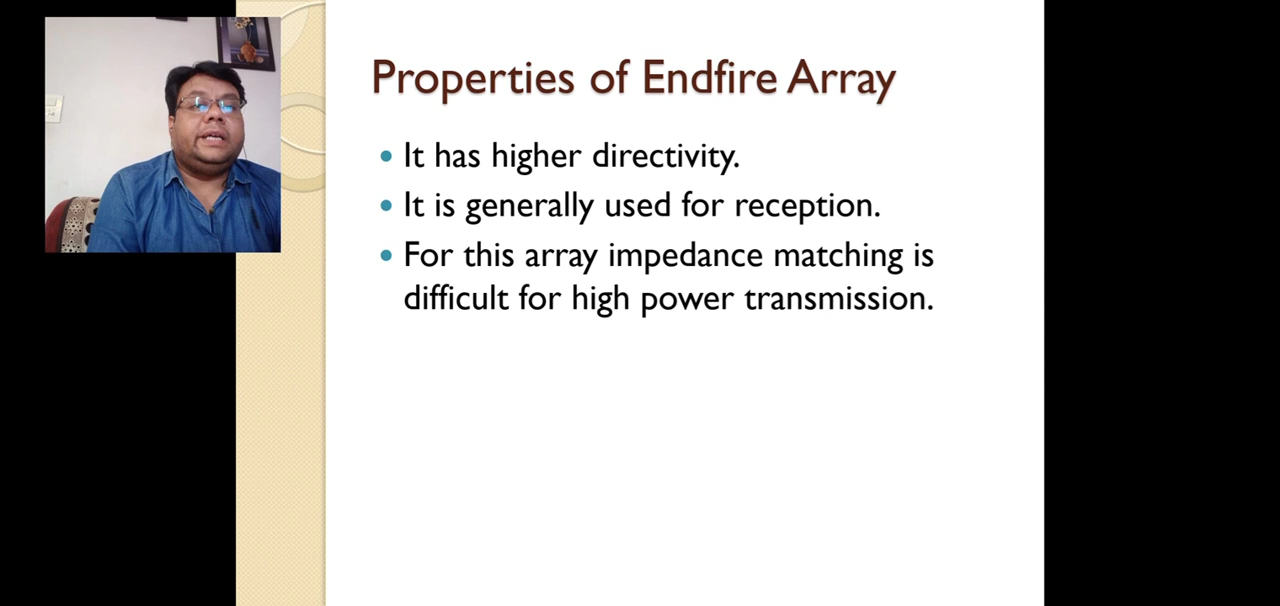 Properties of Endfire Array
It has higher directivity.
It is generally used for reception.
For this array impedance matching is
difficult for high power transmission.